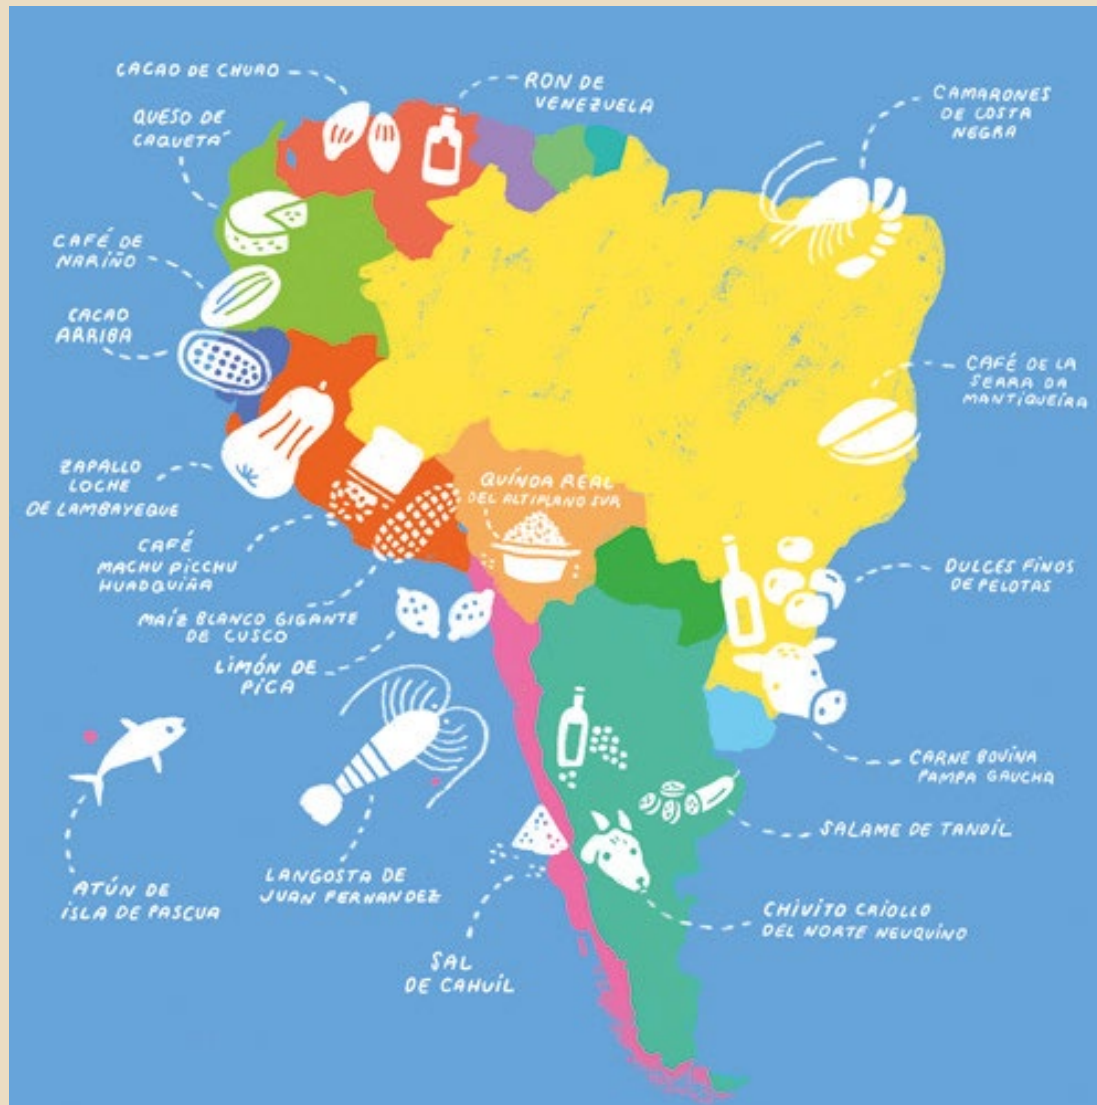 CACAO DE CHUAO
RON DE
VENEZUELA
CAMARONES
DE COSTA
NEGRA
QUESO DE
CAQUETÁ
CAFÉ DE
NARIÑO
CACAO
ARRIBA
CAFÉ DE LA
SERRA DA
MANTIQUEIRA
ZAPALLO
LOCHE
DE LAMBAYEQUE
QUÍNOA REAL
DEL ALTIPLANO SUR
CAFÉ
MACHU PICCHU
HUADQUIÑA
DULCES FINOS
DE PELOTAS
MAÍZ BLANCO GIGANTE
DE CUSCO
LIMÓN DE
PICA
CARNE BOVINA
PAMPA GAUCHA
SALAME DE TANDÍL
ATÚN DE
ISLA DE PASCUA
LANGOSTA DE
JUAN FERNANDEZ
CHIVITO CRIOLLO
DEL NORTE NEUQUINO
SAL
DE CAHUÍL